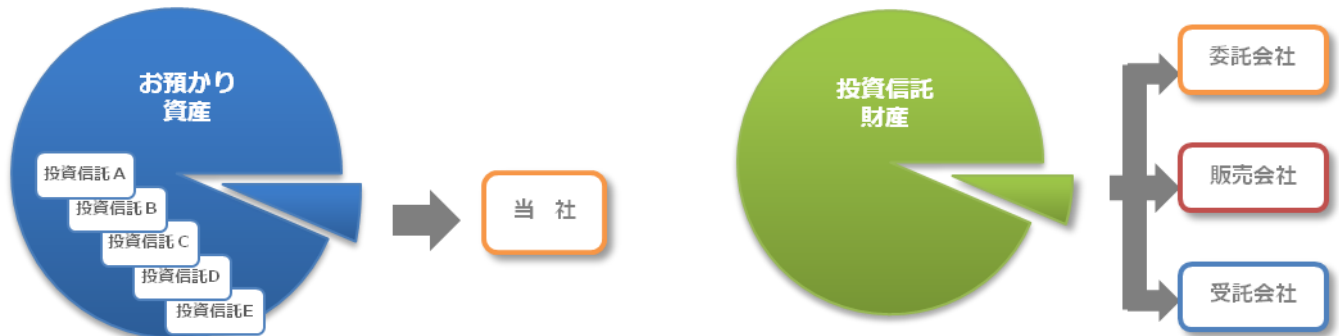 お預かり
資産
投資信託A
投資信託B
投資信託C
投資信託D
投資信託E
当 社
投資信託
財産
委託会社
販売会社
受託会社